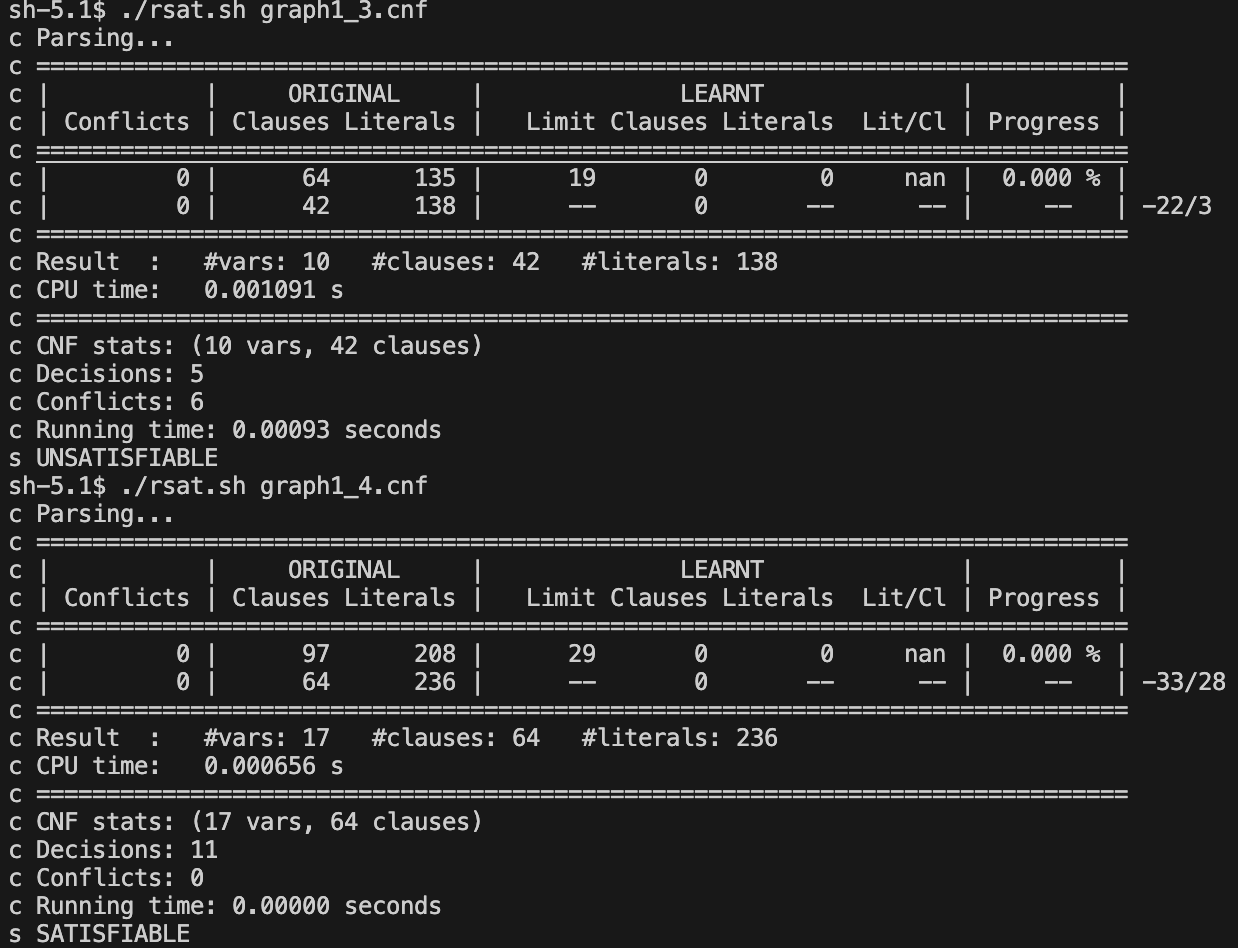 sh-5.1$ ./rsat.sh graph1_3.cnf
c Parsing...
c ==============================================================================
c |           |     ORIGINAL     |              LEARNT              |          |
c | Conflicts | Clauses Literals |   Limit Clauses Literals  Lit/Cl | Progress |
c ==============================================================================
c |         0 |      64      135 |      19       0        0     nan |  0.000 % |
c |         0 |      42      138 |      --       0       --      -- |     --   | -22/3
c ==============================================================================
c Result  :   #vars: 10   #clauses: 42   #literals: 138
c CPU time:   0.001091 s
c ==============================================================================
c CNF stats: (10 vars, 42 clauses)
c Decisions: 5
c Conflicts: 6
c Running time: 0.00093 seconds
s UNSATISFIABLE
sh-5.1$ ./rsat.sh graph1_4.cnf
c Parsing...
c ==============================================================================
c |           |     ORIGINAL     |              LEARNT              |          |
c | Conflicts | Clauses Literals |   Limit Clauses Literals  Lit/Cl | Progress |
c ==============================================================================
c |         0 |      97      208 |      29       0        0     nan |  0.000 % |
c |         0 |      64      236 |      --       0       --      -- |     --   | -33/28
c ==============================================================================
c Result  :   #vars: 17   #clauses: 64   #literals: 236
c CPU time:   0.000656 s
c ==============================================================================
c CNF stats: (17 vars, 64 clauses)
c Decisions: 11
c Conflicts: 0
c Running time: 0.00000 seconds
s SATISFIABLE